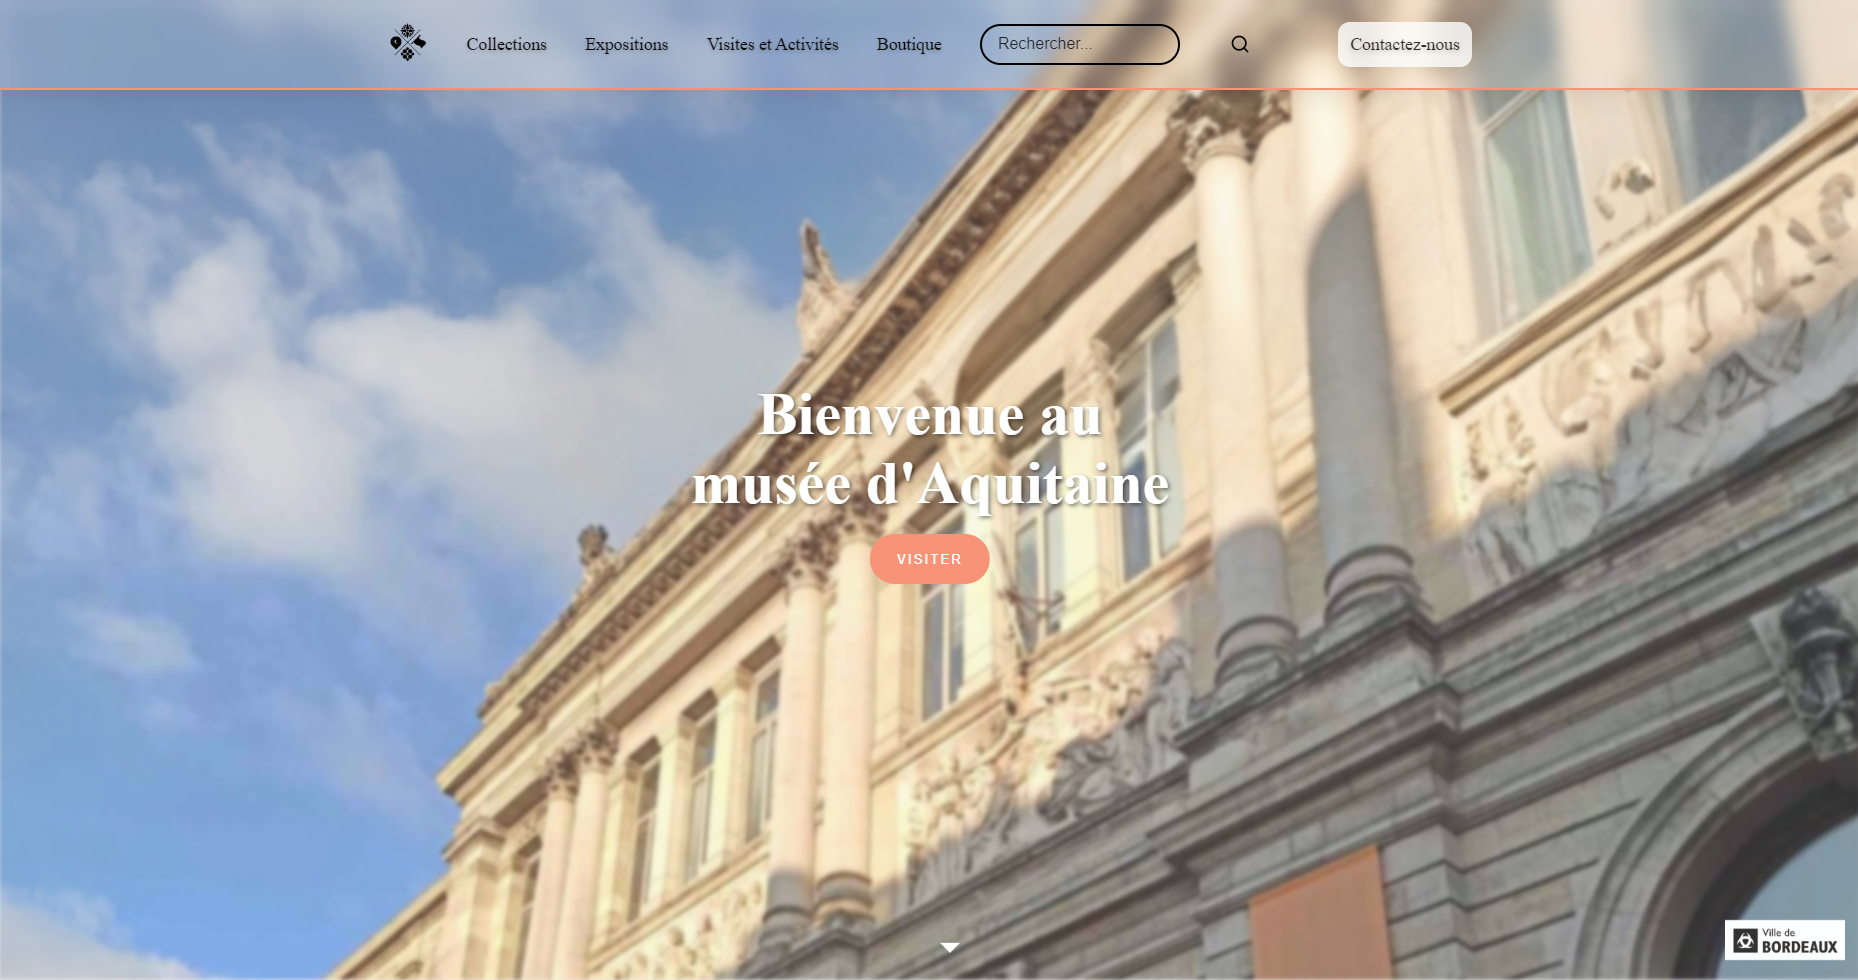 Collections
Expositions
Visites et Activités
Boutique
Rechercher...
Contactez-nous
Bienvenue au
musée d'Aquitaine
VISITER
Ville de
BORDEAUX